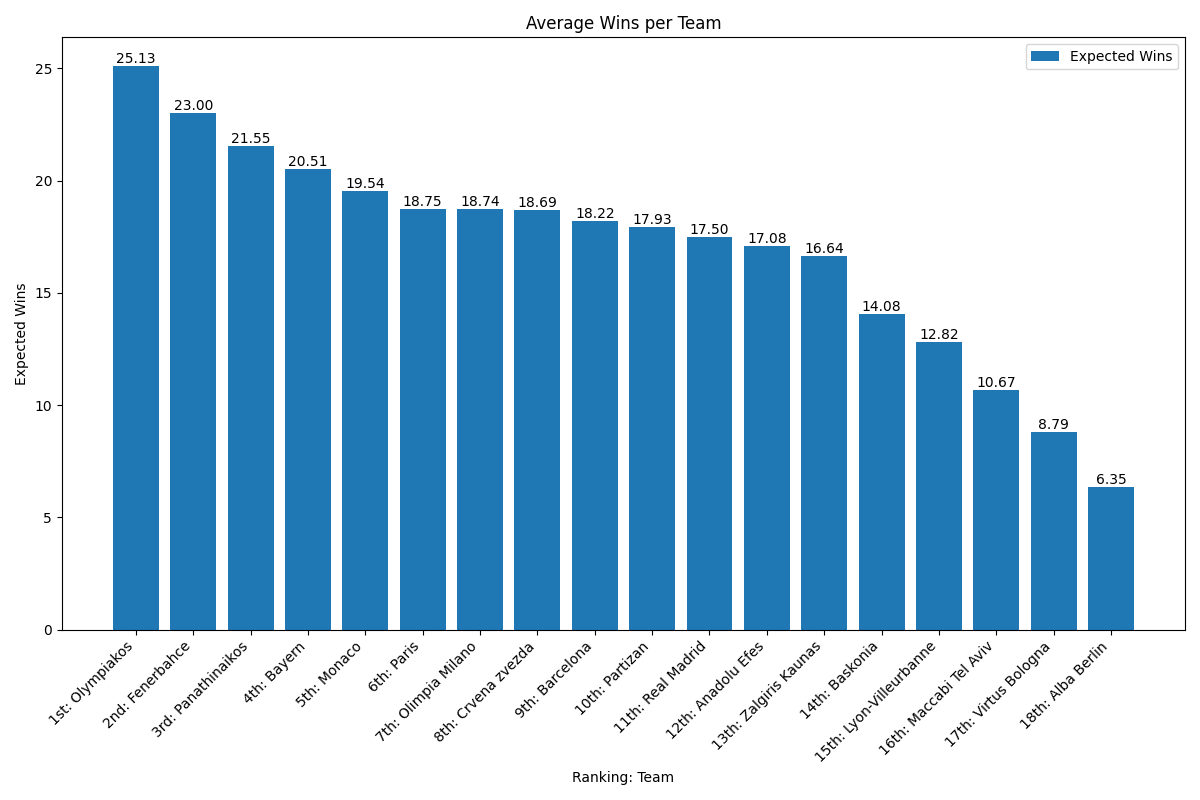 Average Wins per Team
Expected Wins
25.13
23.00
21.55
20.51
19.54
18.75
18.74
18.69
18.22
17.93
17.50
17.08
16.64
14.08
12.82
10.67
8.79
6.35
Expected Wins
25
20
15
10
5
0
1st: Olympiakos
2nd: Fenerbahce
3rd: Panathinaikos
4th: Bayern
5th: Monaco
6th: Paris
7th: Olimpia Milano
8th: Crvena zvezda
9th: Barcelona
10th: Partizan
11th: Real Madrid
12th: Anadolu Efes
13th: Zalgiris Kaunas
14th: Baskonia
15th: Lyon-Villeurbanne
16th: Maccabi Tel Aviv
17th: Virtus Bologna
18th: Alba Berlin
Ranking: Team